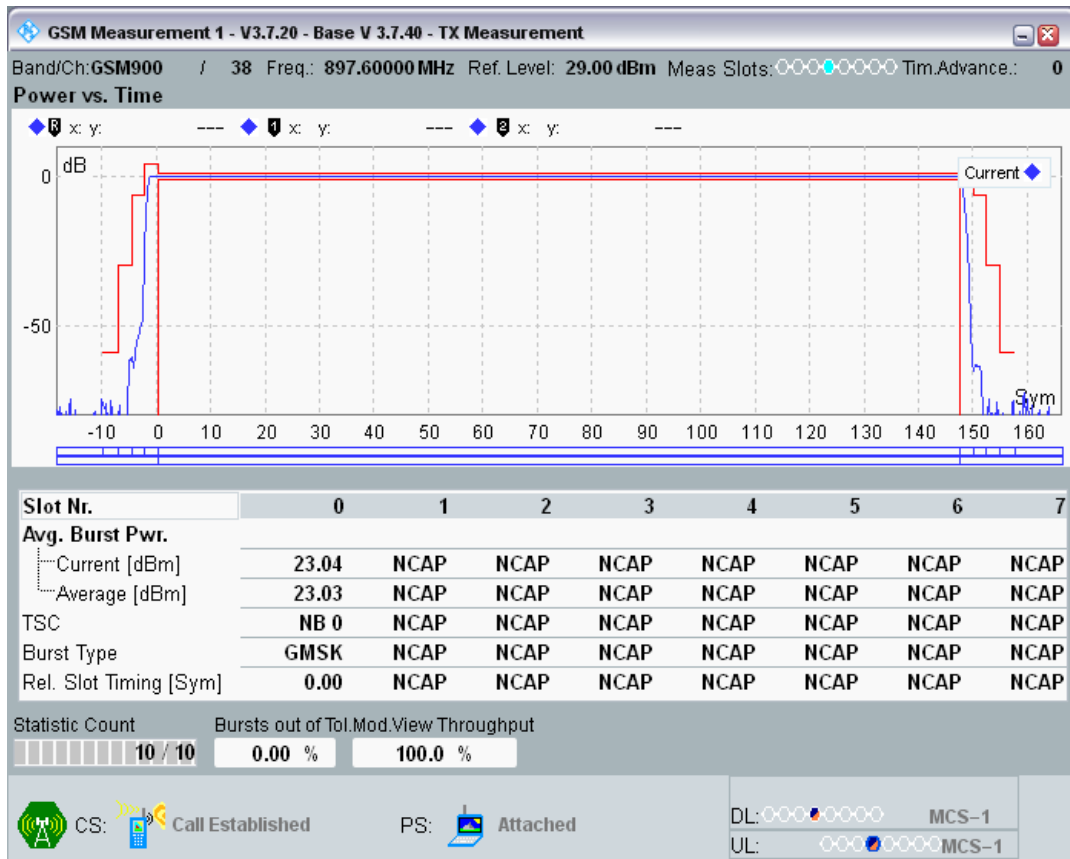 GSM Measurement 1 - V3.7.20 - Base V 3.7.40 - TX Measurement
Band/Ch:GSM900 / 38 Freq.: 897.60000 MHz Ref. Level: 29.00 dBm Meas Slots: Tim.Advance.: 0
Power vs. Time
R x: y: --- 1 x: y: --- 2 x: y: ---
dB
Current
0
-50
Sym
-10 0 10 20 30 40 50 60 70 80 90 100 110 120 130 140 150 160
Slot Nr. 0 1 2 3 4 5 6 7
Avg. Burst Pwr.
Current [dBm] 23.04 NCAP NCAP NCAP NCAP NCAP NCAP NCAP
Average [dBm] 23.03 NCAP NCAP NCAP NCAP NCAP NCAP NCAP
TSC NB 0 NCAP NCAP NCAP NCAP NCAP NCAP NCAP
Burst Type GMSK NCAP NCAP NCAP NCAP NCAP NCAP NCAP
Rel. Slot Timing [Sym] 0.00 NCAP NCAP NCAP NCAP NCAP NCAP NCAP
Statistic Count Bursts out of Tol.Mod.View Throughput
10 / 10 0.00 % 100.0 %
CS: Call Established PS: Attached
DL: MCS-1
UL: MCS-1